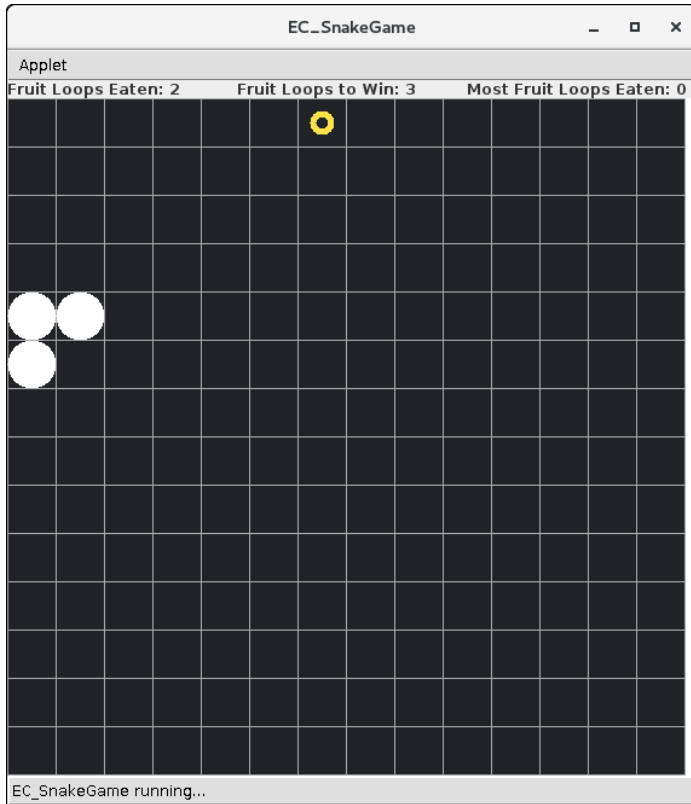 EC_SnakeGame
Applet
Fruit Loops Eaten: 2 Fruit Loops to Win: 3 Most Fruit Loops Eaten: 0
EC_SnakeGame running...